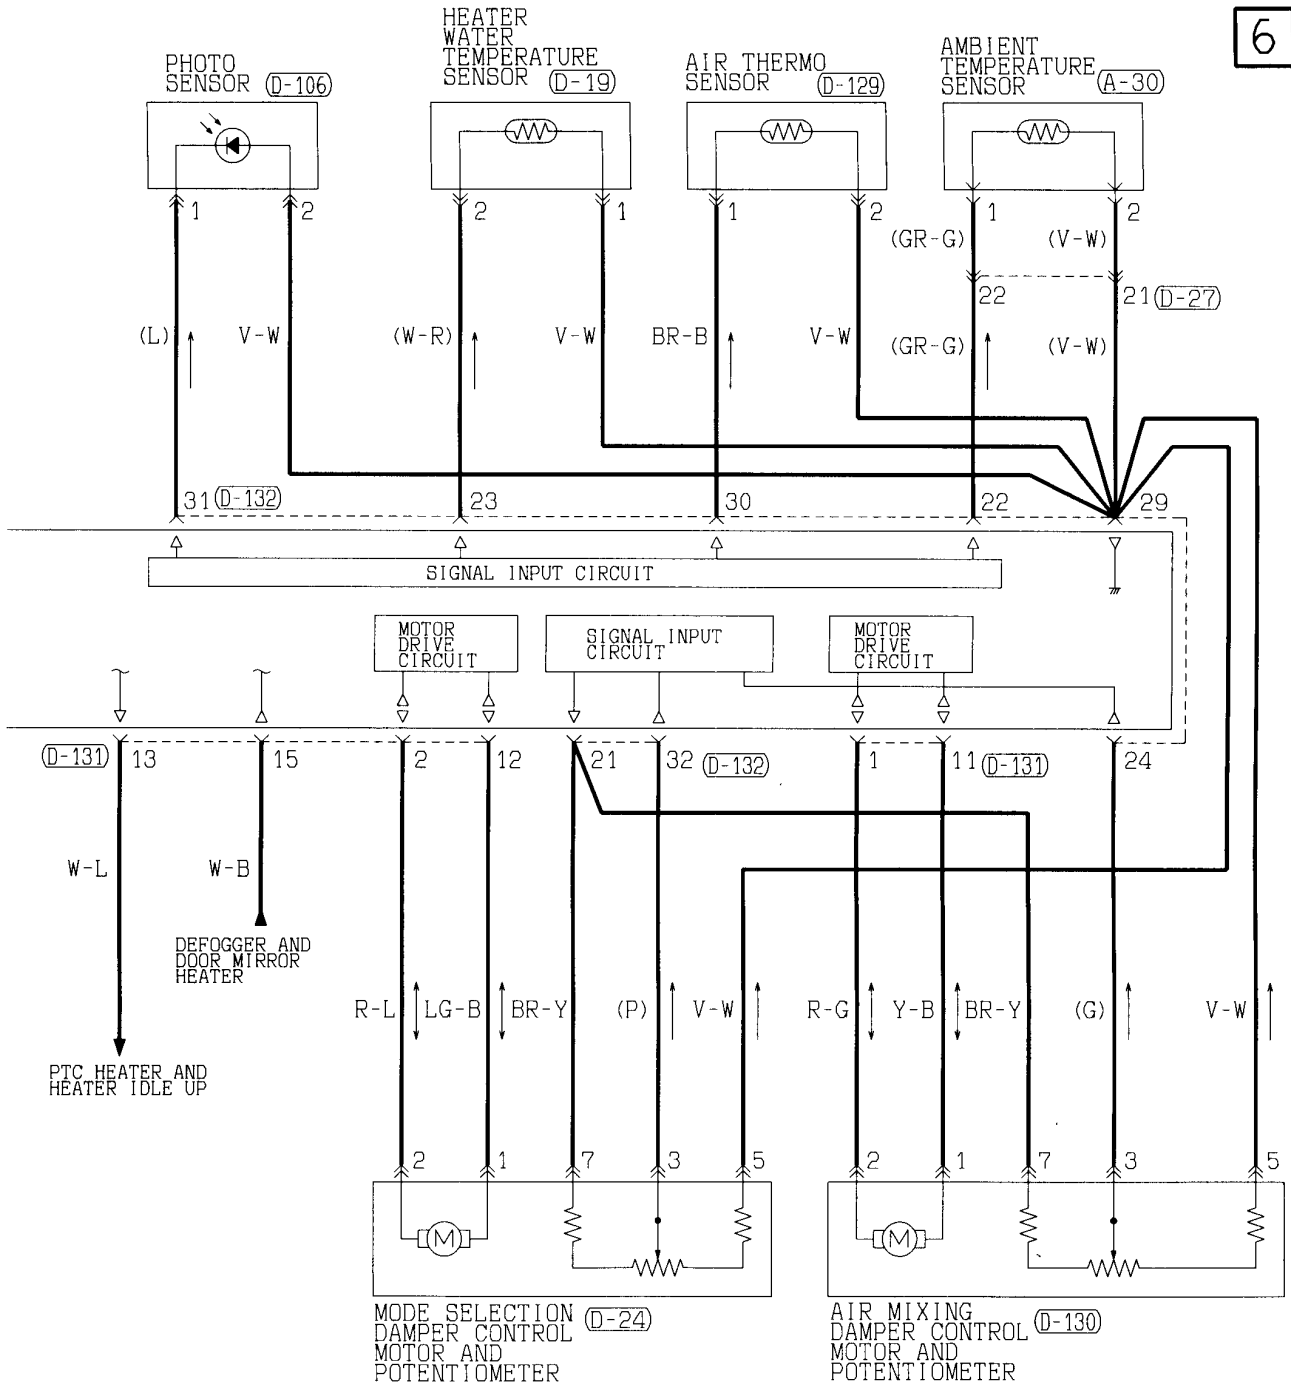 6
PHOTO
SENSOR (D-106)
HEATER
WATER
TEMPERATURE
SENSOR (D-19)
AIR THERMO
SENSOR (D-129)
AMBIENT
TEMPERATURE
SENSOR (A-30)
1 2 2 1 1 2 1 2
(GR-G) (V-W)
22 21 (D-27)
(L) V-W (W-R) V-W BR-B V-W (GR-G) (V-W)
31 (D-132) 23 30 22 29
SIGNAL INPUT CIRCUIT
MOTOR
DRIVE
CIRCUIT
SIGNAL INPUT
CIRCUIT
MOTOR
DRIVE
CIRCUIT
(D-131) 13 15 2 12 21 32 (D-132) 1 11 (D-131) 24
W-L W-B
DEFOGGER AND
DOOR MIRROR
HEATER
R-L LG-B BR-Y (P) V-W R-G Y-B BR-Y (G) V-W
PTC HEATER AND
HEATER IDLE UP
2 1 7 3 5 2 1 7 3 5
M M
MODE SELECTION (D-24)
DAMPER CONTROL
MOTOR AND
POTENTIOMETER
AIR MIXING
DAMPER CONTROL (D-130)
MOTOR AND
POTENTIOMETER